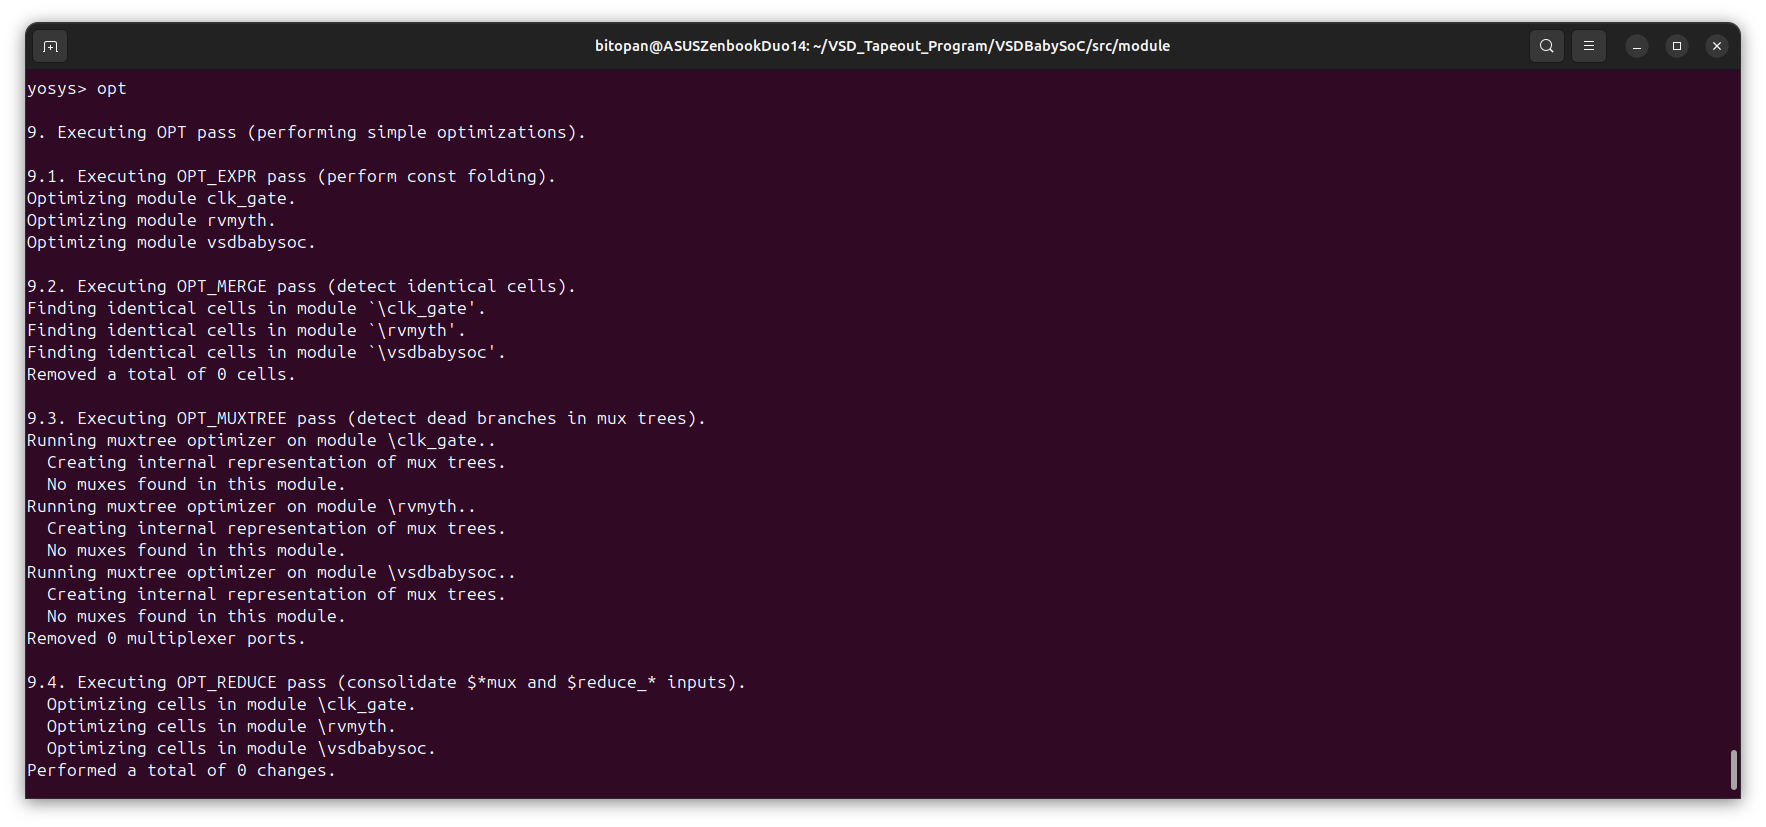 bitopan@ASUSZenbookDuo14: ~/VSD_Tapeout_Program/VSDBabySoC/src/module
yosys> opt
9. Executing OPT pass (performing simple optimizations).
9.1. Executing OPT_EXPR pass (perform const folding).
Optimizing module clk_gate.
Optimizing module rvmyth.
Optimizing module vsdbabysoc.
9.2. Executing OPT_MERGE pass (detect identical cells).
Finding identical cells in module `\clk_gate'.
Finding identical cells in module `\rvmyth'.
Finding identical cells in module `\vsdbabysoc'.
Removed a total of 0 cells.
9.3. Executing OPT_MUXTREE pass (detect dead branches in mux trees).
Running muxtree optimizer on module \clk_gate..
  Creating internal representation of mux trees.
  No muxes found in this module.
Running muxtree optimizer on module \rvmyth..
  Creating internal representation of mux trees.
  No muxes found in this module.
Running muxtree optimizer on module \vsdbabysoc..
  Creating internal representation of mux trees.
  No muxes found in this module.
Removed 0 multiplexer ports.
9.4. Executing OPT_REDUCE pass (consolidate $*mux and $reduce_* inputs).
  Optimizing cells in module \clk_gate.
  Optimizing cells in module \rvmyth.
  Optimizing cells in module \vsdbabysoc.
Performed a total of 0 changes.